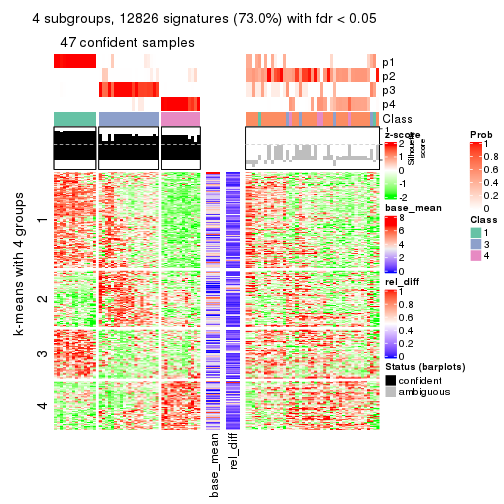 4 subgroups, 12826 signatures (73.0%) with fdr < 0.05
47 confident samples
p1
p2
p3
p4
Class
1
Silhouette
score
k-means with 4 groups
1
2
3
4
base_mean
rel_diff
z-score
2
1
0
-1
-2
base_mean
8
6
4
2
0
rel_diff
1
0.8
0.6
0.4
0.2
0
Status (barplots)
confident
ambiguous
Prob
1
0.8
0.6
0.4
0.2
0
Class
1
3
4